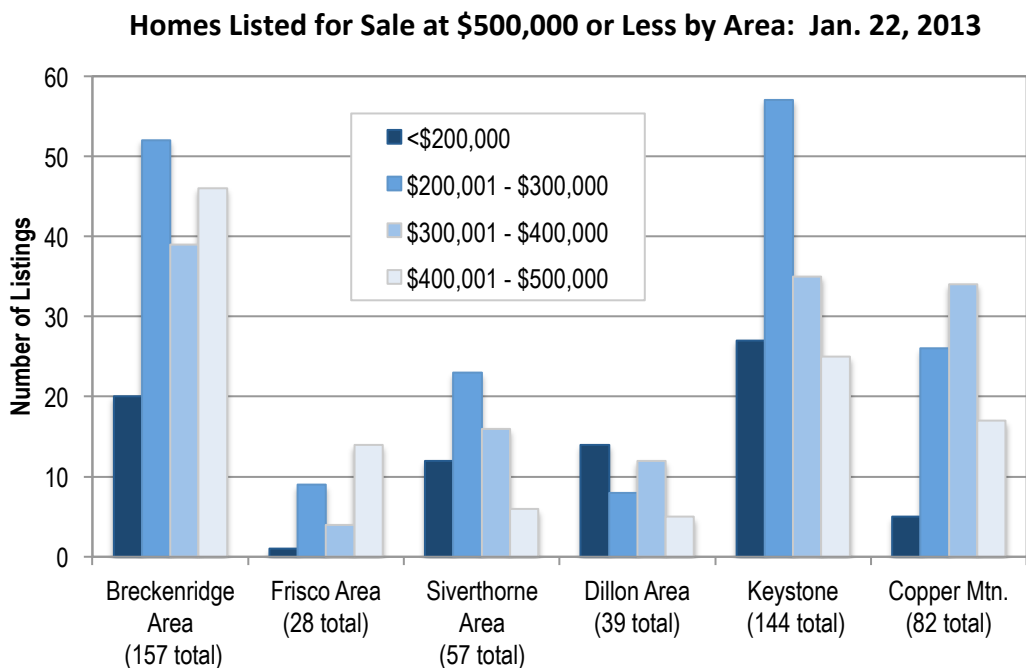 Homes Listed for Sale at $500,000 or Less by Area: Jan. 22, 2013
Number of Listings
60
50
40
30
20
10
0
<$200,000
$200,001 - $300,000
$300,001 - $400,000
$400,001 - $500,000
Breckenridge
Area
(157 total)
Frisco Area
(28 total)
Siverthorne
Area
(57 total)
Dillon Area
(39 total)
Keystone
(144 total)
Copper Mtn.
(82 total)